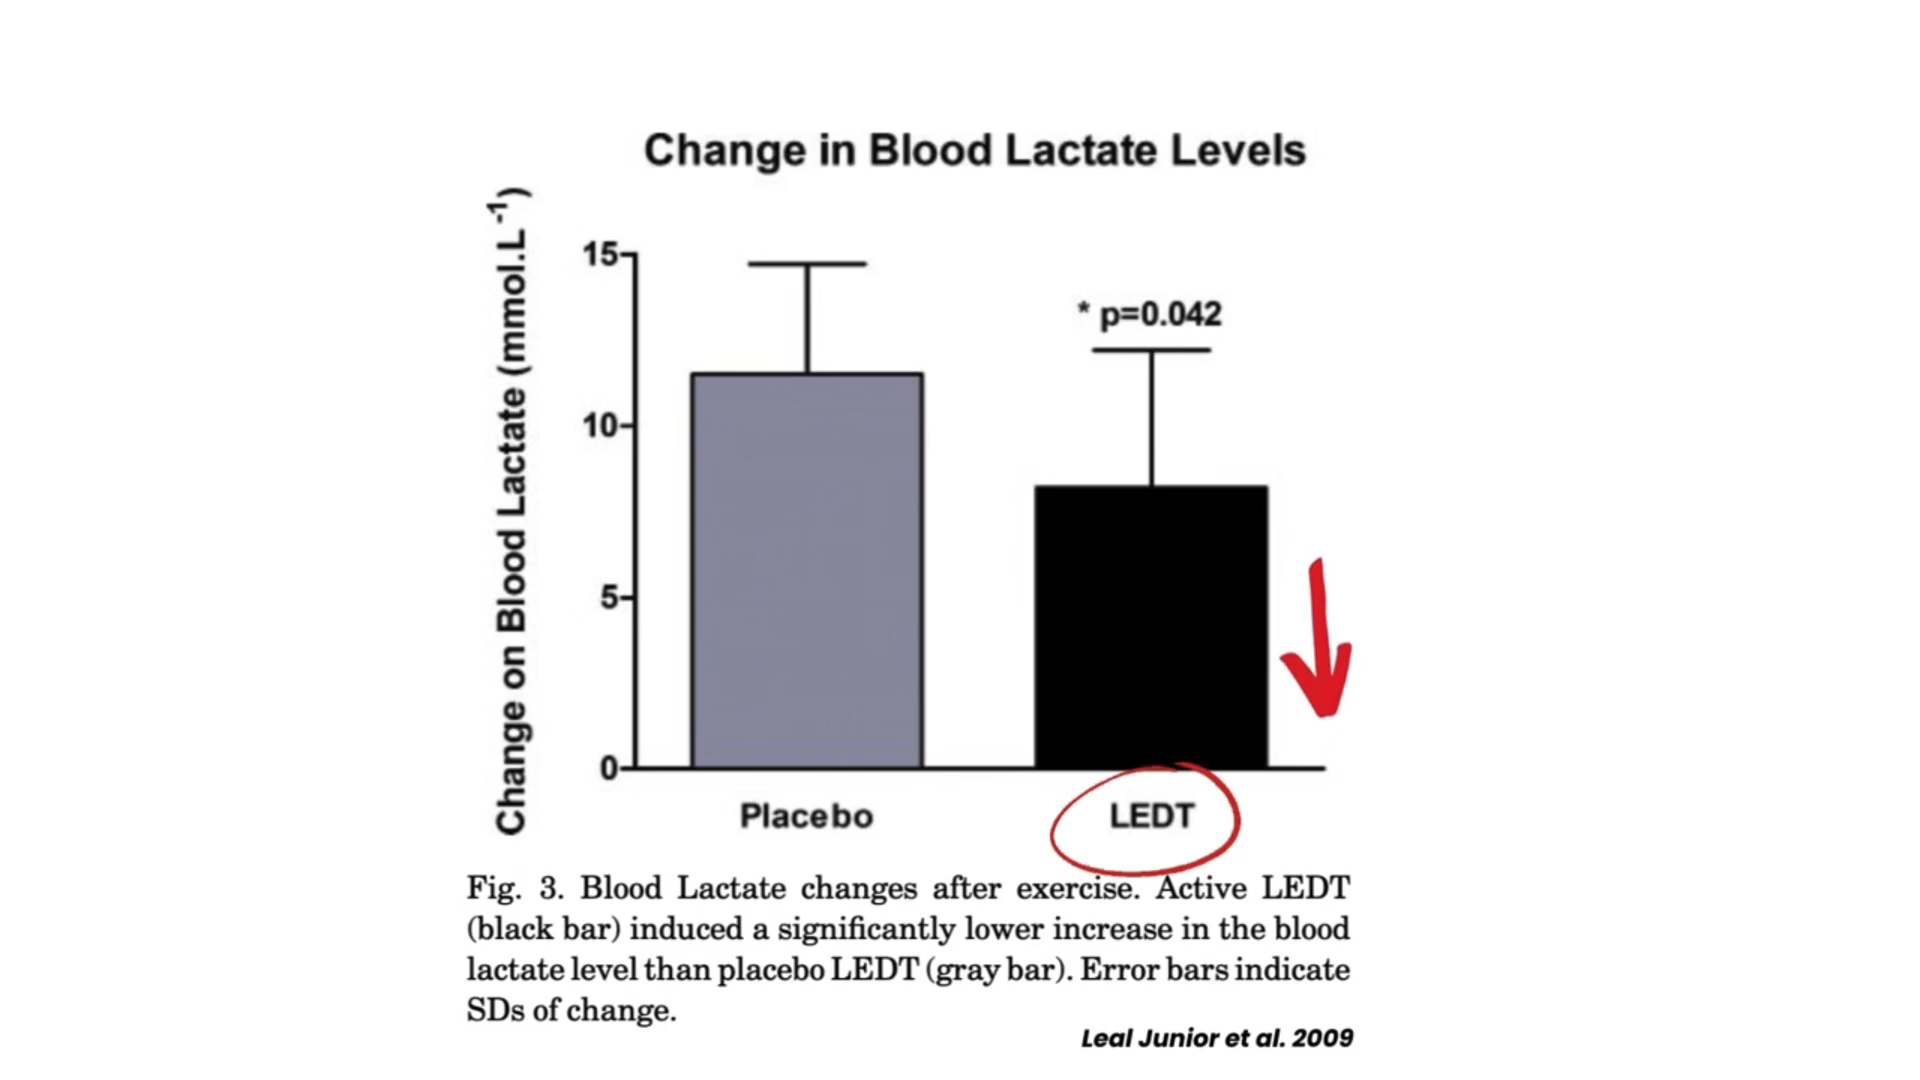 Change in Blood Lactate Levels
Change on Blood Lactate (mmol.L⁻¹)
15
10
5
0
* p=0.042
Placebo
LEDT
Fig. 3. Blood Lactate changes after exercise. Active LEDT
(black bar) induced a significantly lower increase in the blood
lactate level than placebo LEDT (gray bar). Error bars indicate
SDs of change.
Leal Junior et al. 2009